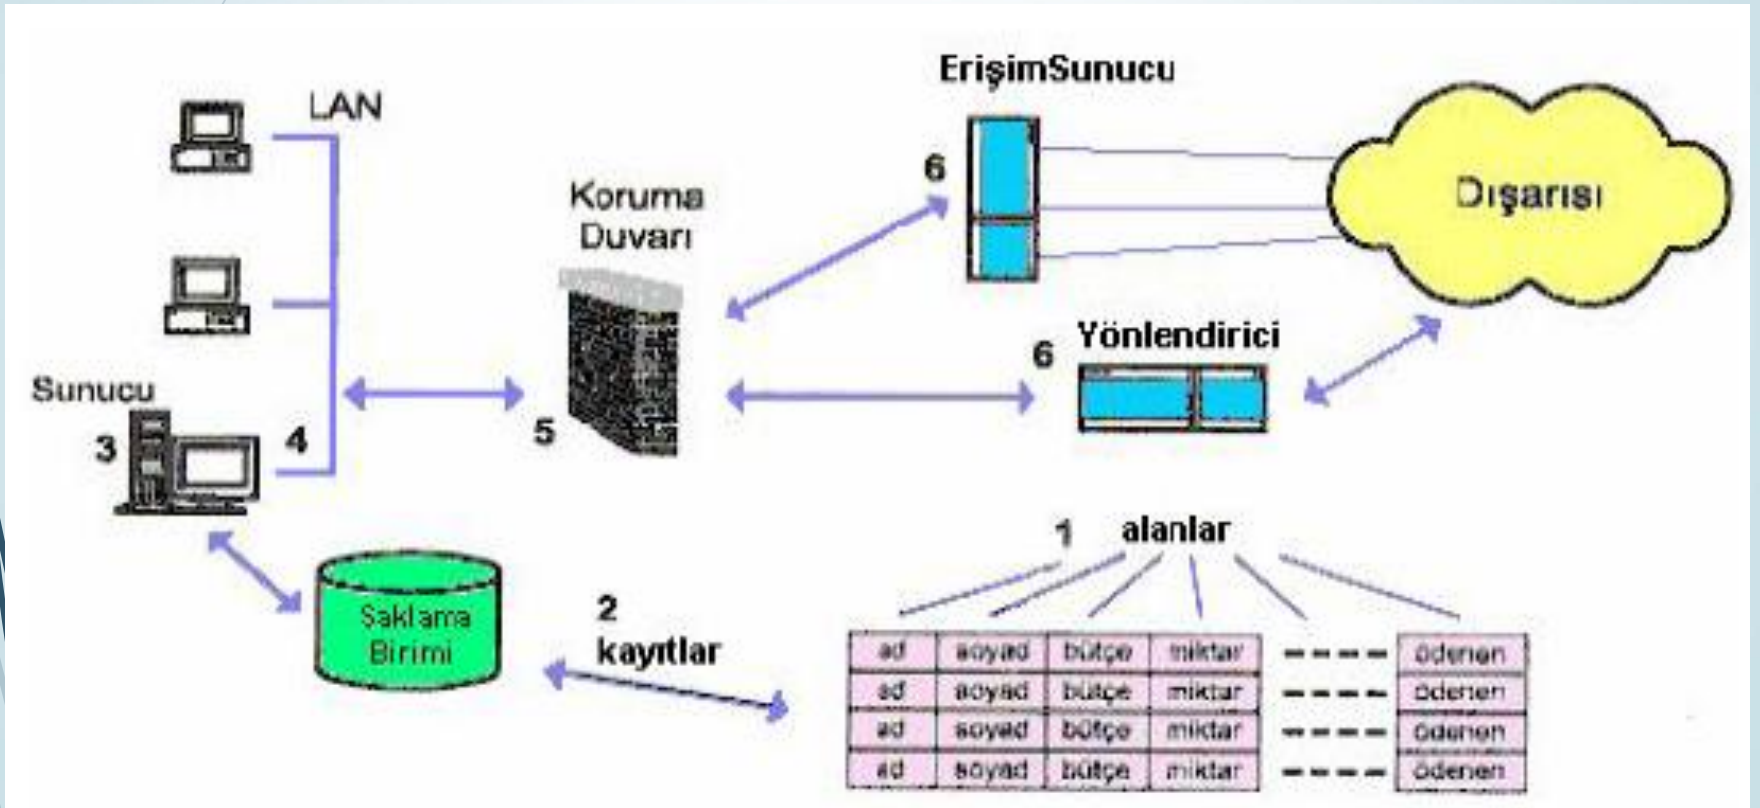 ErişimSunucu
LAN
6
Koruma
Duvarı
Dışarısı
Yönlendirici
6
Sunucu
3
4
5
1 alanlar
2
kayıtlar
Saklama
Birimi
ad soyad bütçe miktar ---- ödenen
ad soyad bütçe miktar ---- ödenen
ad soyad bütçe miktar ---- ödenen
ad soyad bütçe miktar ---- ödenen